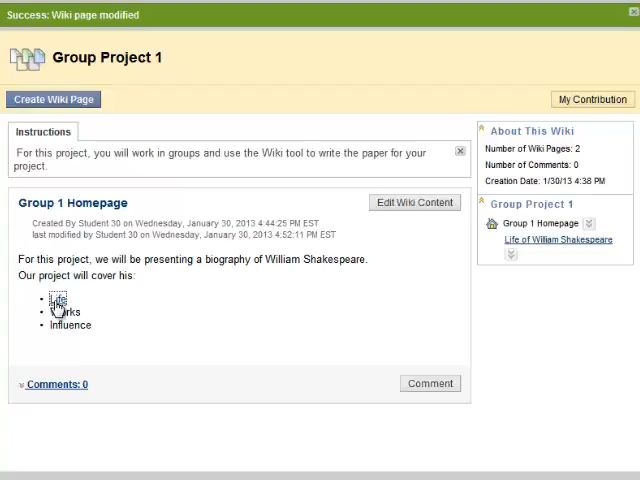 Success: Wiki page modified
Group Project 1
Create Wiki Page
My Contribution
Instructions
For this project, you will work in groups and use the Wiki tool to write the paper for your
project.
Group 1 Homepage
Edit Wiki Content
Created By Student 30 on Wednesday, January 30, 2013 4:44:25 PM EST
last modified by Student 30 on Wednesday, January 30, 2013 4:52:11 PM EST
For this project, we will be presenting a biography of William Shakespeare.
Our project will cover his:
• Life
• Works
• Influence
Comments: 0
Comment
About This Wiki
Number of Wiki Pages: 2
Number of Comments: 0
Creation Date: 1/30/13 4:38 PM
Group Project 1
Group 1 Homepage
Life of William Shakespeare